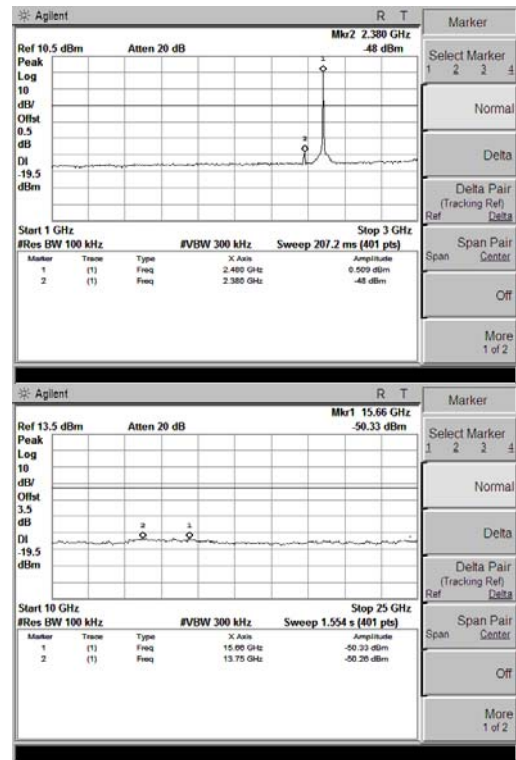 Agilent R T
Mkr2 2.380 GHz
Ref 10.5 dBm Atten 20 dB -48 dBm
Peak
Log
10
dB/
Offst
0.5
dB
DI
-19.5
dBm
1
2
Start 1 GHz Stop 3 GHz
#Res BW 100 kHz #VBW 300 kHz Sweep 207.2 ms (401 pts)
Marker Trace Type X Axis Amplitude
1 (1) Freq 2.480 GHz 0.509 dBm
2 (1) Freq 2.380 GHz -48 dBm
Marker
Select Marker
1 2 3 4
Normal
Delta
Delta Pair
(Tracking Ref)
Ref Delta
Span Pair
Span Center
Off
More
1 of 2
Agilent R T
Mkr1 15.66 GHz
Ref 13.5 dBm Atten 20 dB -50.33 dBm
Peak
Log
10
dB/
Offst
3.5
dB
DI
-19.5
dBm
2 1
Start 10 GHz Stop 25 GHz
#Res BW 100 kHz #VBW 300 kHz Sweep 1.554 s (401 pts)
Marker Trace Type X Axis Amplitude
1 (1) Freq 15.66 GHz -50.33 dBm
2 (1) Freq 13.75 GHz -50.26 dBm
Marker
Select Marker
1 2 3 4
Normal
Delta
Delta Pair
(Tracking Ref)
Ref Delta
Span Pair
Span Center
Off
More
1 of 2